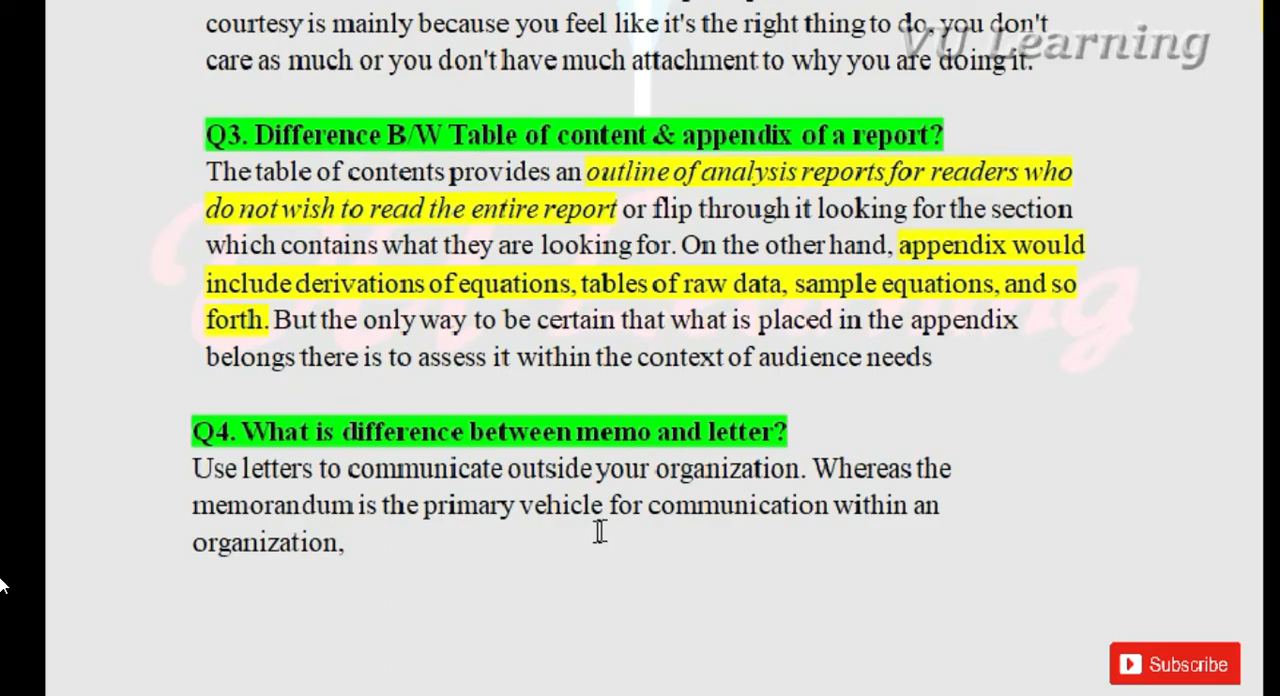 courtesy is mainly because you feel like it's the right thing to do, you don't
VU Learning
care as much or you don't have much attachment to why you are doing it.
Q3. Difference B/W Table of content & appendix of a report?
The table of contents provides an outline of analysis reports for readers who
do not wish to read the entire report or flip through it looking for the section
which contains what they are looking for. On the other hand, appendix would
include derivations of equations, tables of raw data, sample equations, and so
forth. But the only way to be certain that what is placed in the appendix
belongs there is to assess it within the context of audience needs
Q4. What is difference between memo and letter?
Use letters to communicate outside your organization. Whereas the
memorandum is the primary vehicle for communication within an
organization,
Subscribe